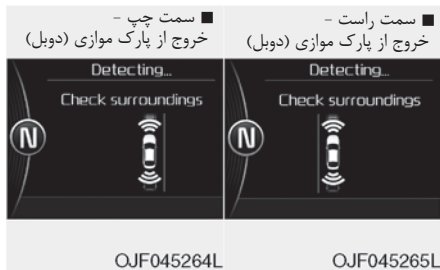 ■ سمت راست -
خروج از پارک موازی (دوبل)
Detecting...
Check surroundings
N
OJF045265L
■ سمت چپ -
خروج از پارک موازی (دوبل)
Detecting...
Check surroundings
N
OJF045264L